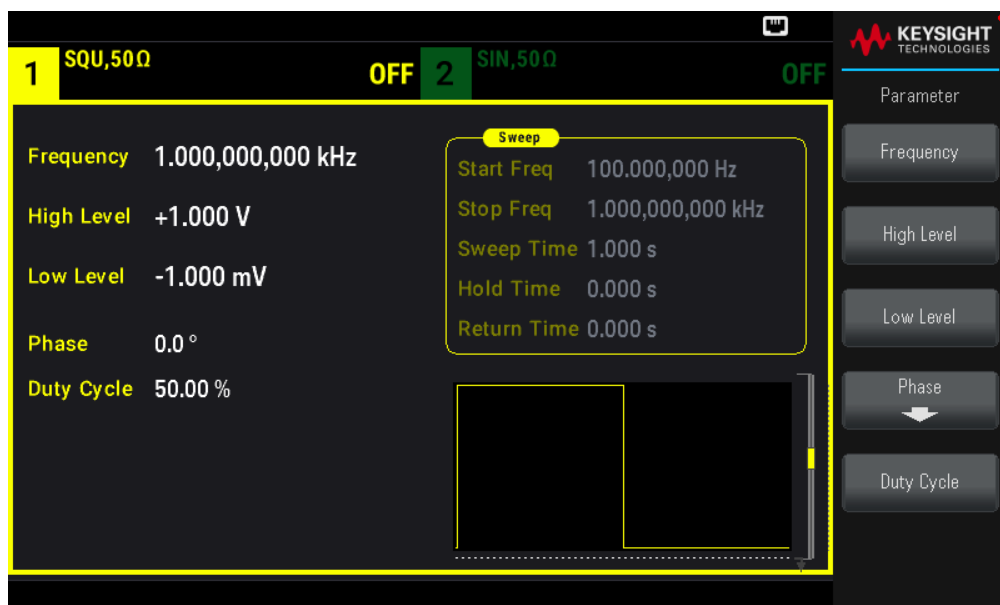 KEYSIGHT
TECHNOLOGIES
1 SQU,50Ω OFF 2 SIN,50Ω OFF
Parameter
Frequency 1.000,000,000 kHz
High Level +1.000 V
Low Level -1.000 mV
Phase 0.0 °
Duty Cycle 50.00 %
Sweep
Start Freq 100.000,000 Hz
Stop Freq 1.000,000,000 kHz
Sweep Time 1.000 s
Hold Time 0.000 s
Return Time 0.000 s
Frequency
High Level
Low Level
Phase
Duty Cycle